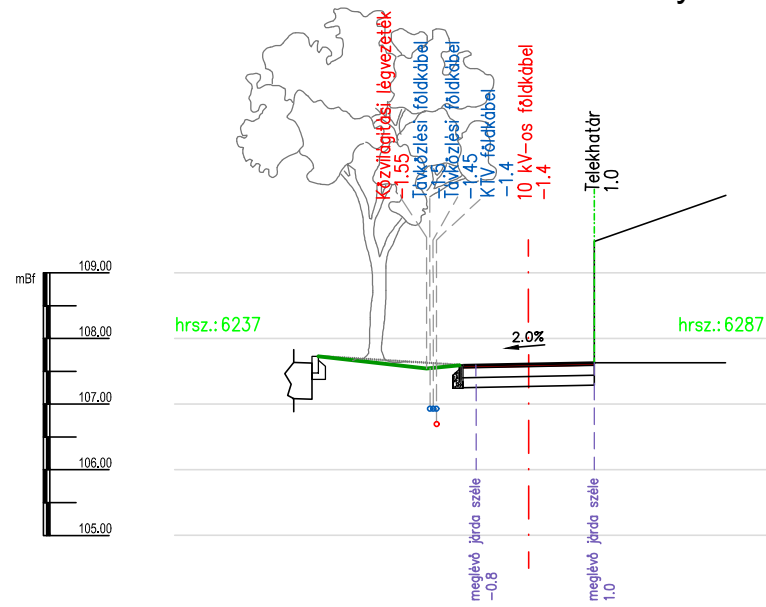 Közvilágítási légvezeték
-1.55
Távközlési földkábel
-1.5
Távközlési földkábel
-1.45
KTV földkábel
-1.4
10 kV-os földkábel
-1.4
Telekhatár
1.0
mBf
109.00
108.00
107.00
106.00
105.00
hrsz.: 6237
2.0%
hrsz.: 6287
meglévő járda széle
-0.8
meglévő járda széle
1.0